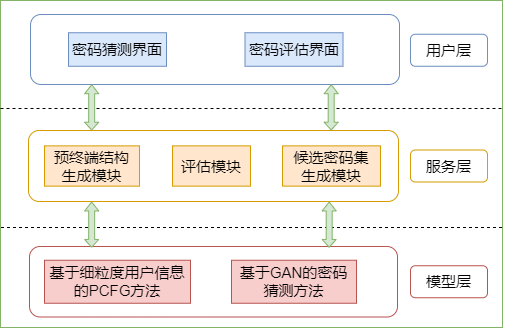 密码猜测界面
密码评估界面
用户层
预终端结构
生成模块
评估模块
候选密码集
生成模块
服务层
基于细粒度用户信息
的PCFG方法
基于GAN的密码
猜测方法
模型层